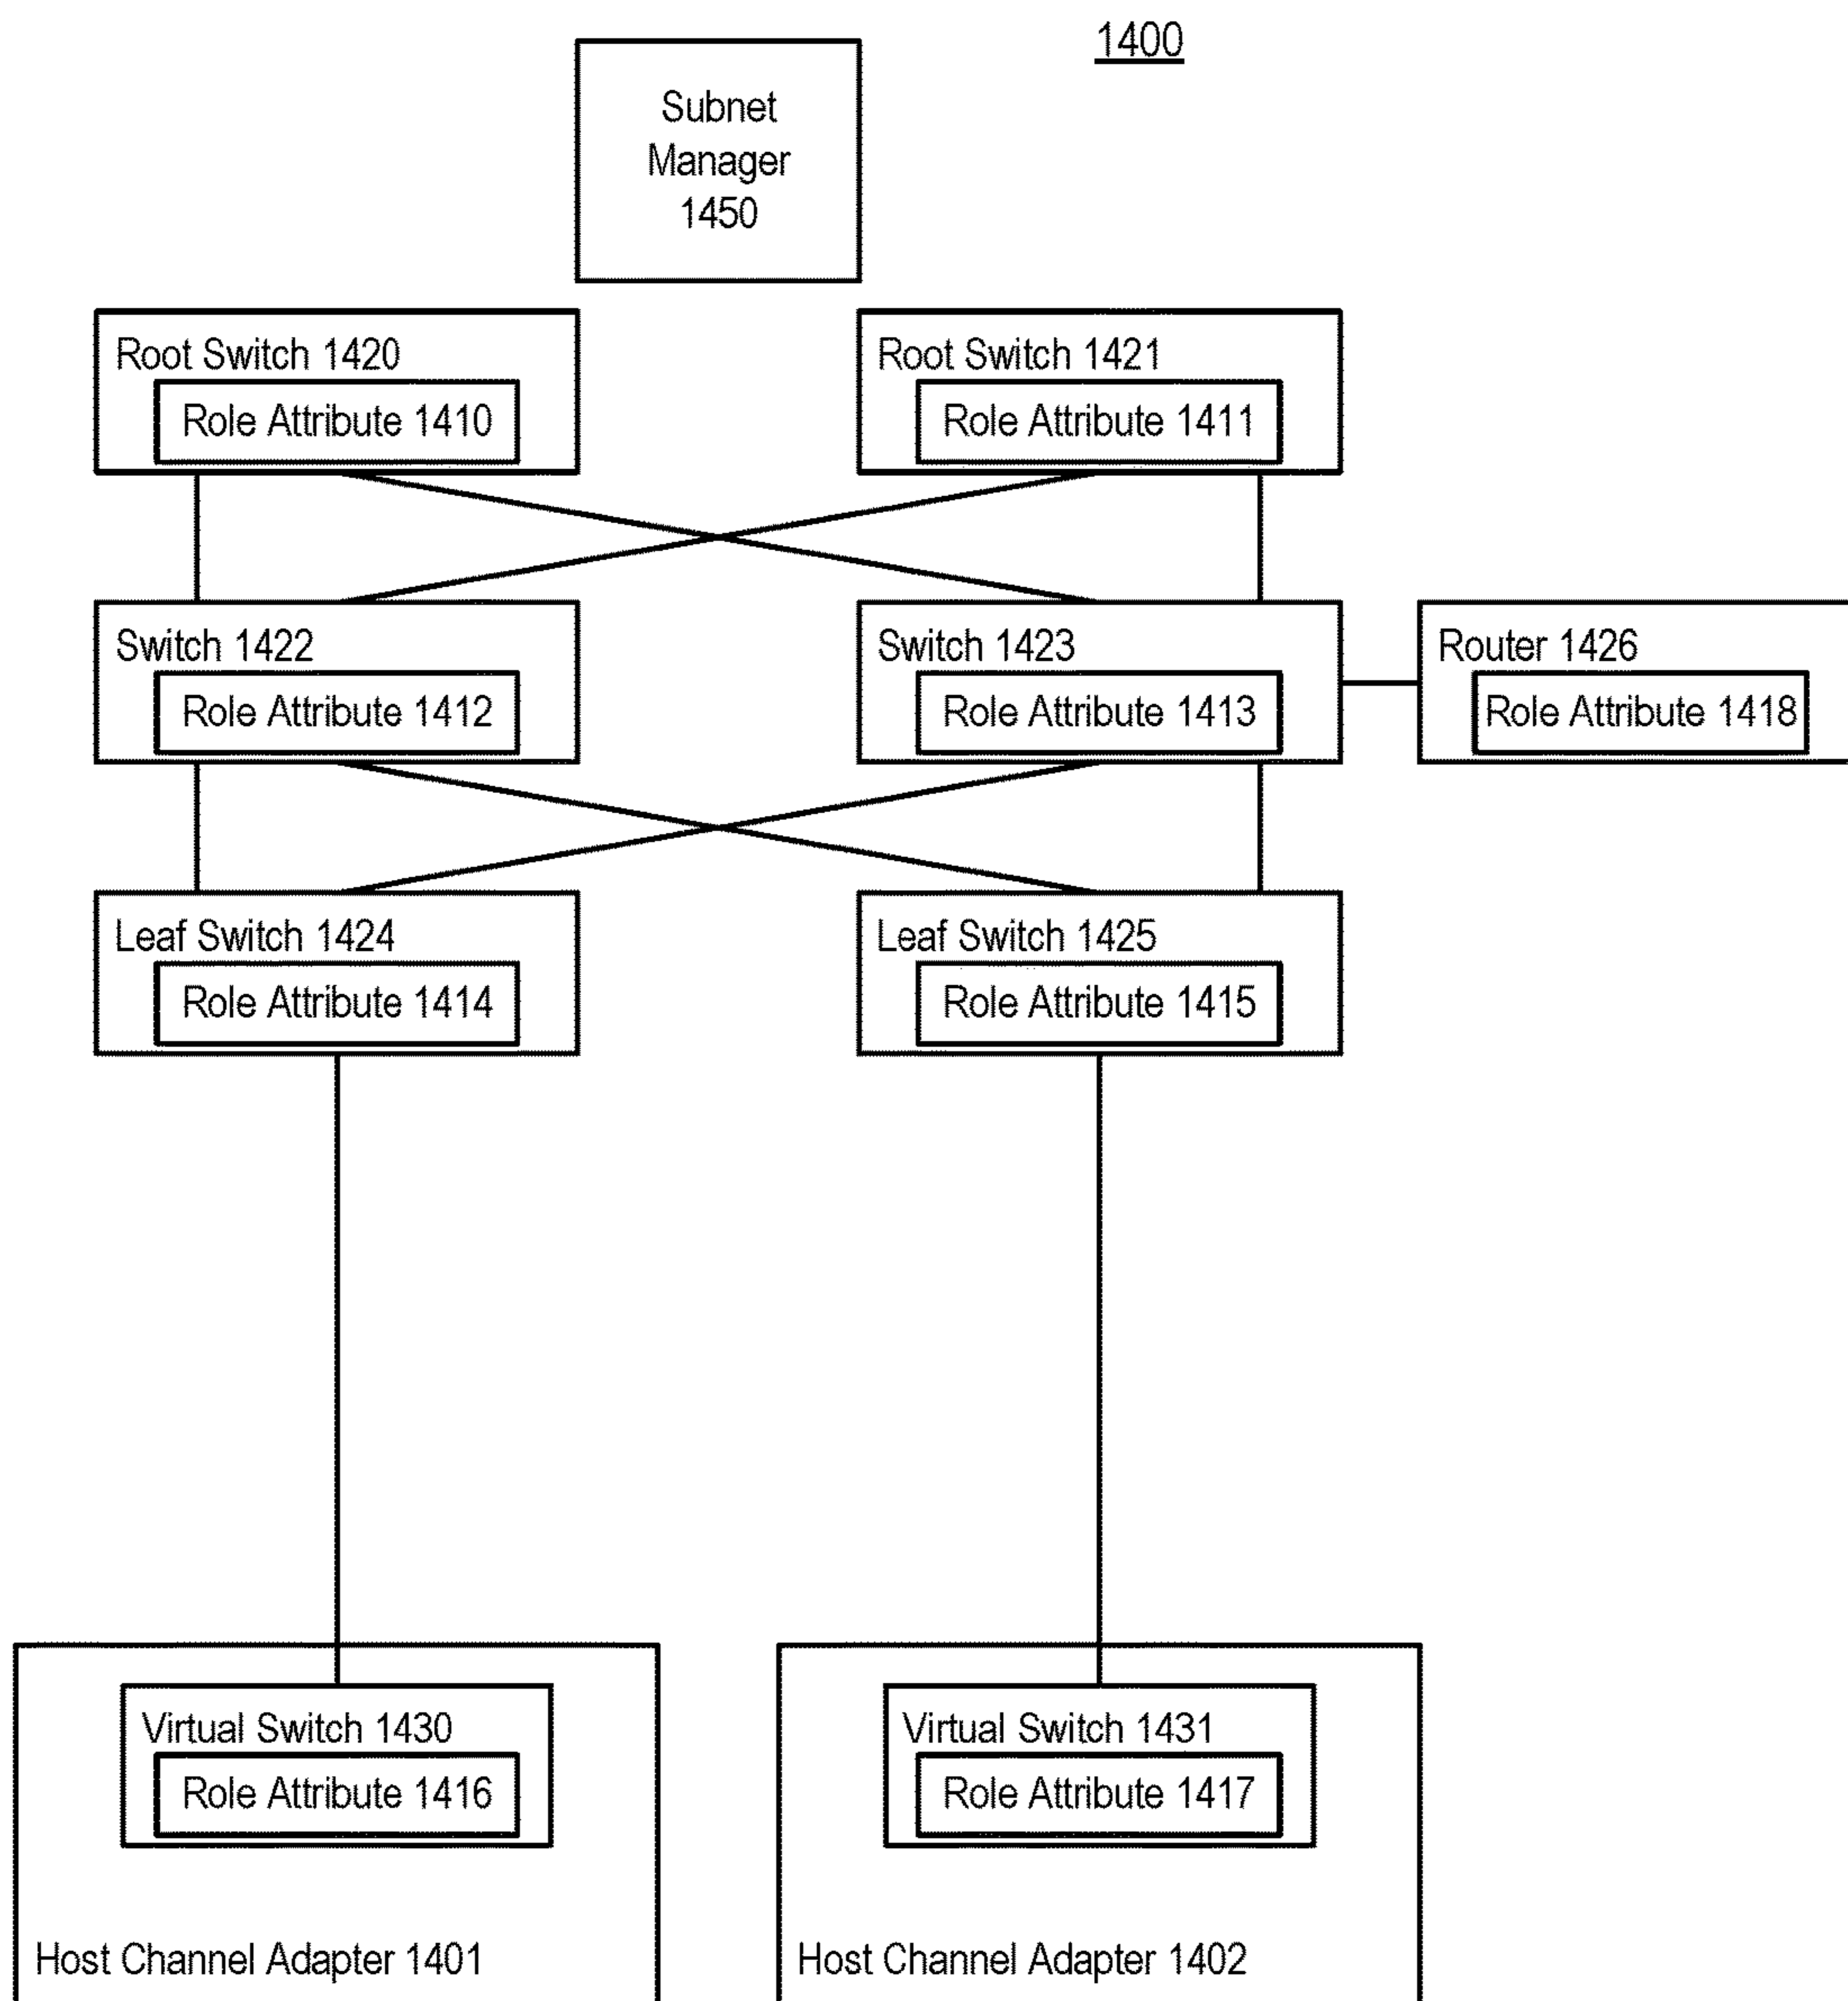 1400
Subnet
Manager
1450
Root Switch 1420
Role Attribute 1410
Root Switch 1421
Role Attribute 1411
Switch 1422
Role Attribute 1412
Switch 1423
Role Attribute 1413
Router 1426
Role Attribute 1418
Leaf Switch 1424
Role Attribute 1414
Leaf Switch 1425
Role Attribute 1415
Virtual Switch 1430
Role Attribute 1416
Host Channel Adapter 1401
Virtual Switch 1431
Role Attribute 1417
Host Channel Adapter 1402